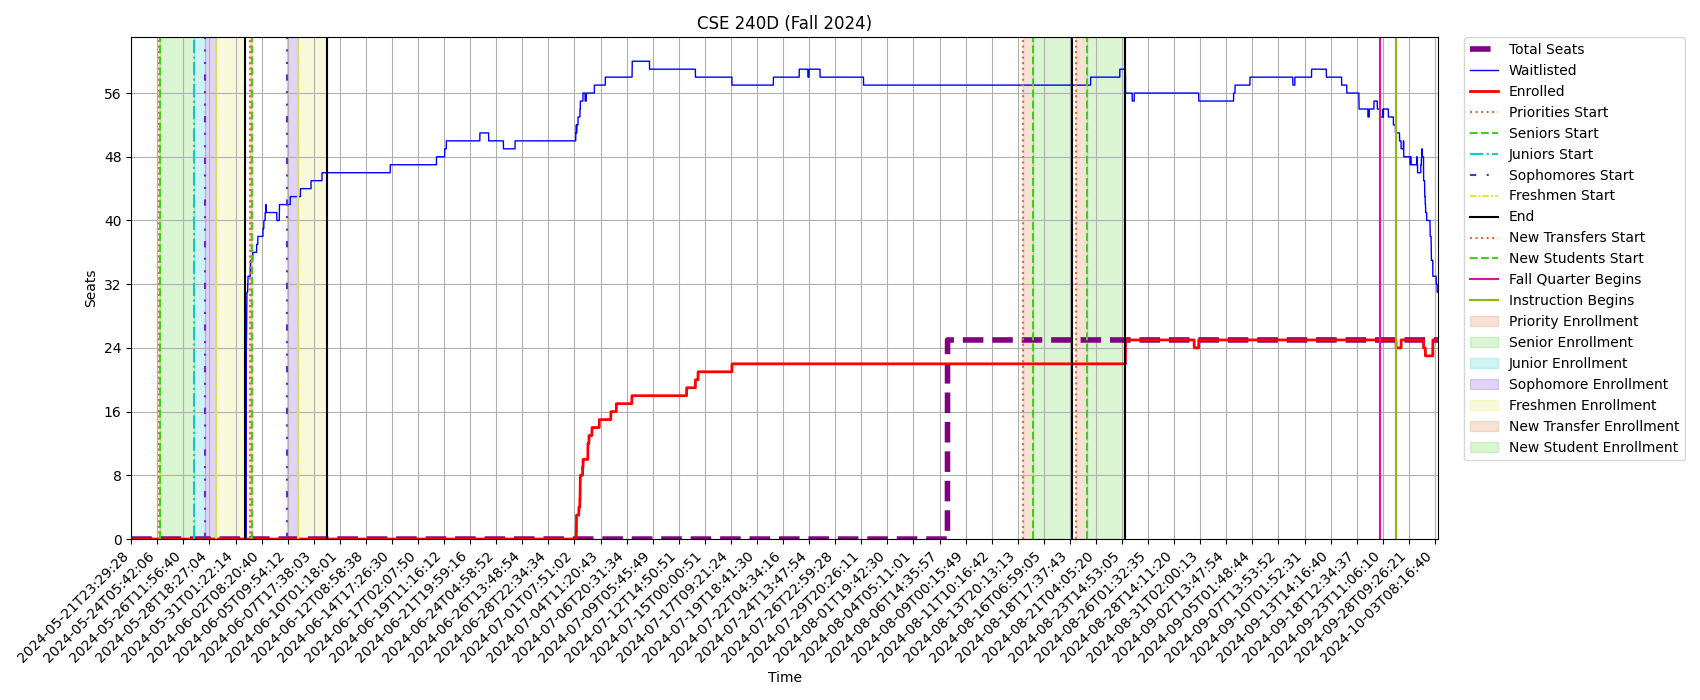 CSE 240D (Fall 2024)
Seats
56
48
40
32
24
16
8
0
2024-05-21T23:29:28
2024-05-24T05:42:06
2024-05-26T11:56:40
2024-05-28T18:27:04
2024-05-31T01:22:14
2024-06-02T08:20:40
2024-06-05T09:54:12
2024-06-07T17:38:03
2024-06-10T01:18:01
2024-06-12T08:58:38
2024-06-14T17:26:30
2024-06-17T02:07:50
2024-06-19T11:16:12
2024-06-21T19:59:16
2024-06-24T04:58:52
2024-06-26T13:48:54
2024-06-28T22:34:34
2024-07-01T07:51:02
2024-07-04T11:20:43
2024-07-06T20:31:34
2024-07-09T05:45:49
2024-07-12T14:50:51
2024-07-15T00:00:51
2024-07-17T09:21:24
2024-07-19T18:41:30
2024-07-22T04:34:16
2024-07-24T13:47:54
2024-07-26T22:59:28
2024-07-29T20:26:11
2024-08-01T19:42:30
2024-08-04T05:11:01
2024-08-06T14:35:57
2024-08-09T00:15:49
2024-08-11T10:16:42
2024-08-13T20:13:13
2024-08-16T06:59:05
2024-08-18T17:37:43
2024-08-21T04:05:20
2024-08-23T14:53:05
2024-08-26T01:32:35
2024-08-28T14:11:20
2024-08-31T02:00:13
2024-09-02T13:47:54
2024-09-05T01:48:44
2024-09-07T13:53:52
2024-09-10T01:52:31
2024-09-13T14:16:40
2024-09-18T12:34:37
2024-09-23T11:06:10
2024-09-28T09:26:21
2024-10-03T08:16:40
Time
Total Seats
Waitlisted
Enrolled
Priorities Start
Seniors Start
Juniors Start
Sophomores Start
Freshmen Start
End
New Transfers Start
New Students Start
Fall Quarter Begins
Instruction Begins
Priority Enrollment
Senior Enrollment
Junior Enrollment
Sophomore Enrollment
Freshmen Enrollment
New Transfer Enrollment
New Student Enrollment